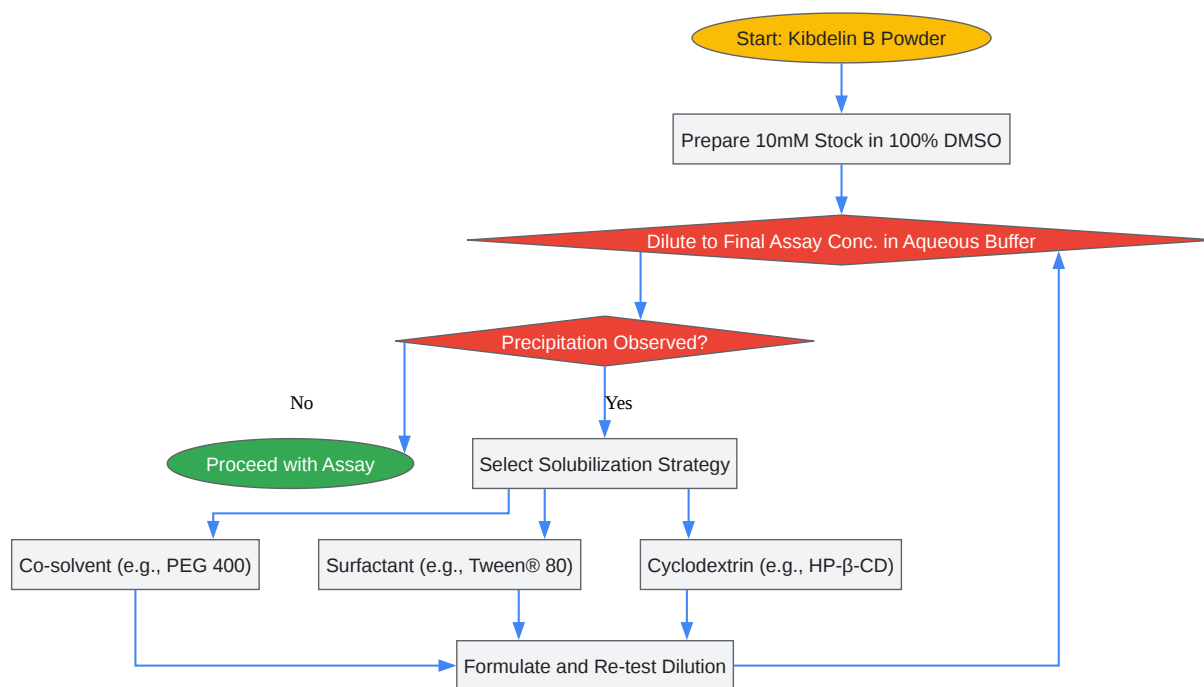 Start: Kibdelin B Powder
Prepare 10mM Stock in 100% DMSO
Dilute to Final Assay Conc. in Aqueous Buffer
Precipitation Observed?
No
Yes
Proceed with Assay
Select Solubilization Strategy
Co-solvent (e.g., PEG 400)
Surfactant (e.g., Tween® 80)
Cyclodextrin (e.g., HP-β-CD)
Formulate and Re-test Dilution